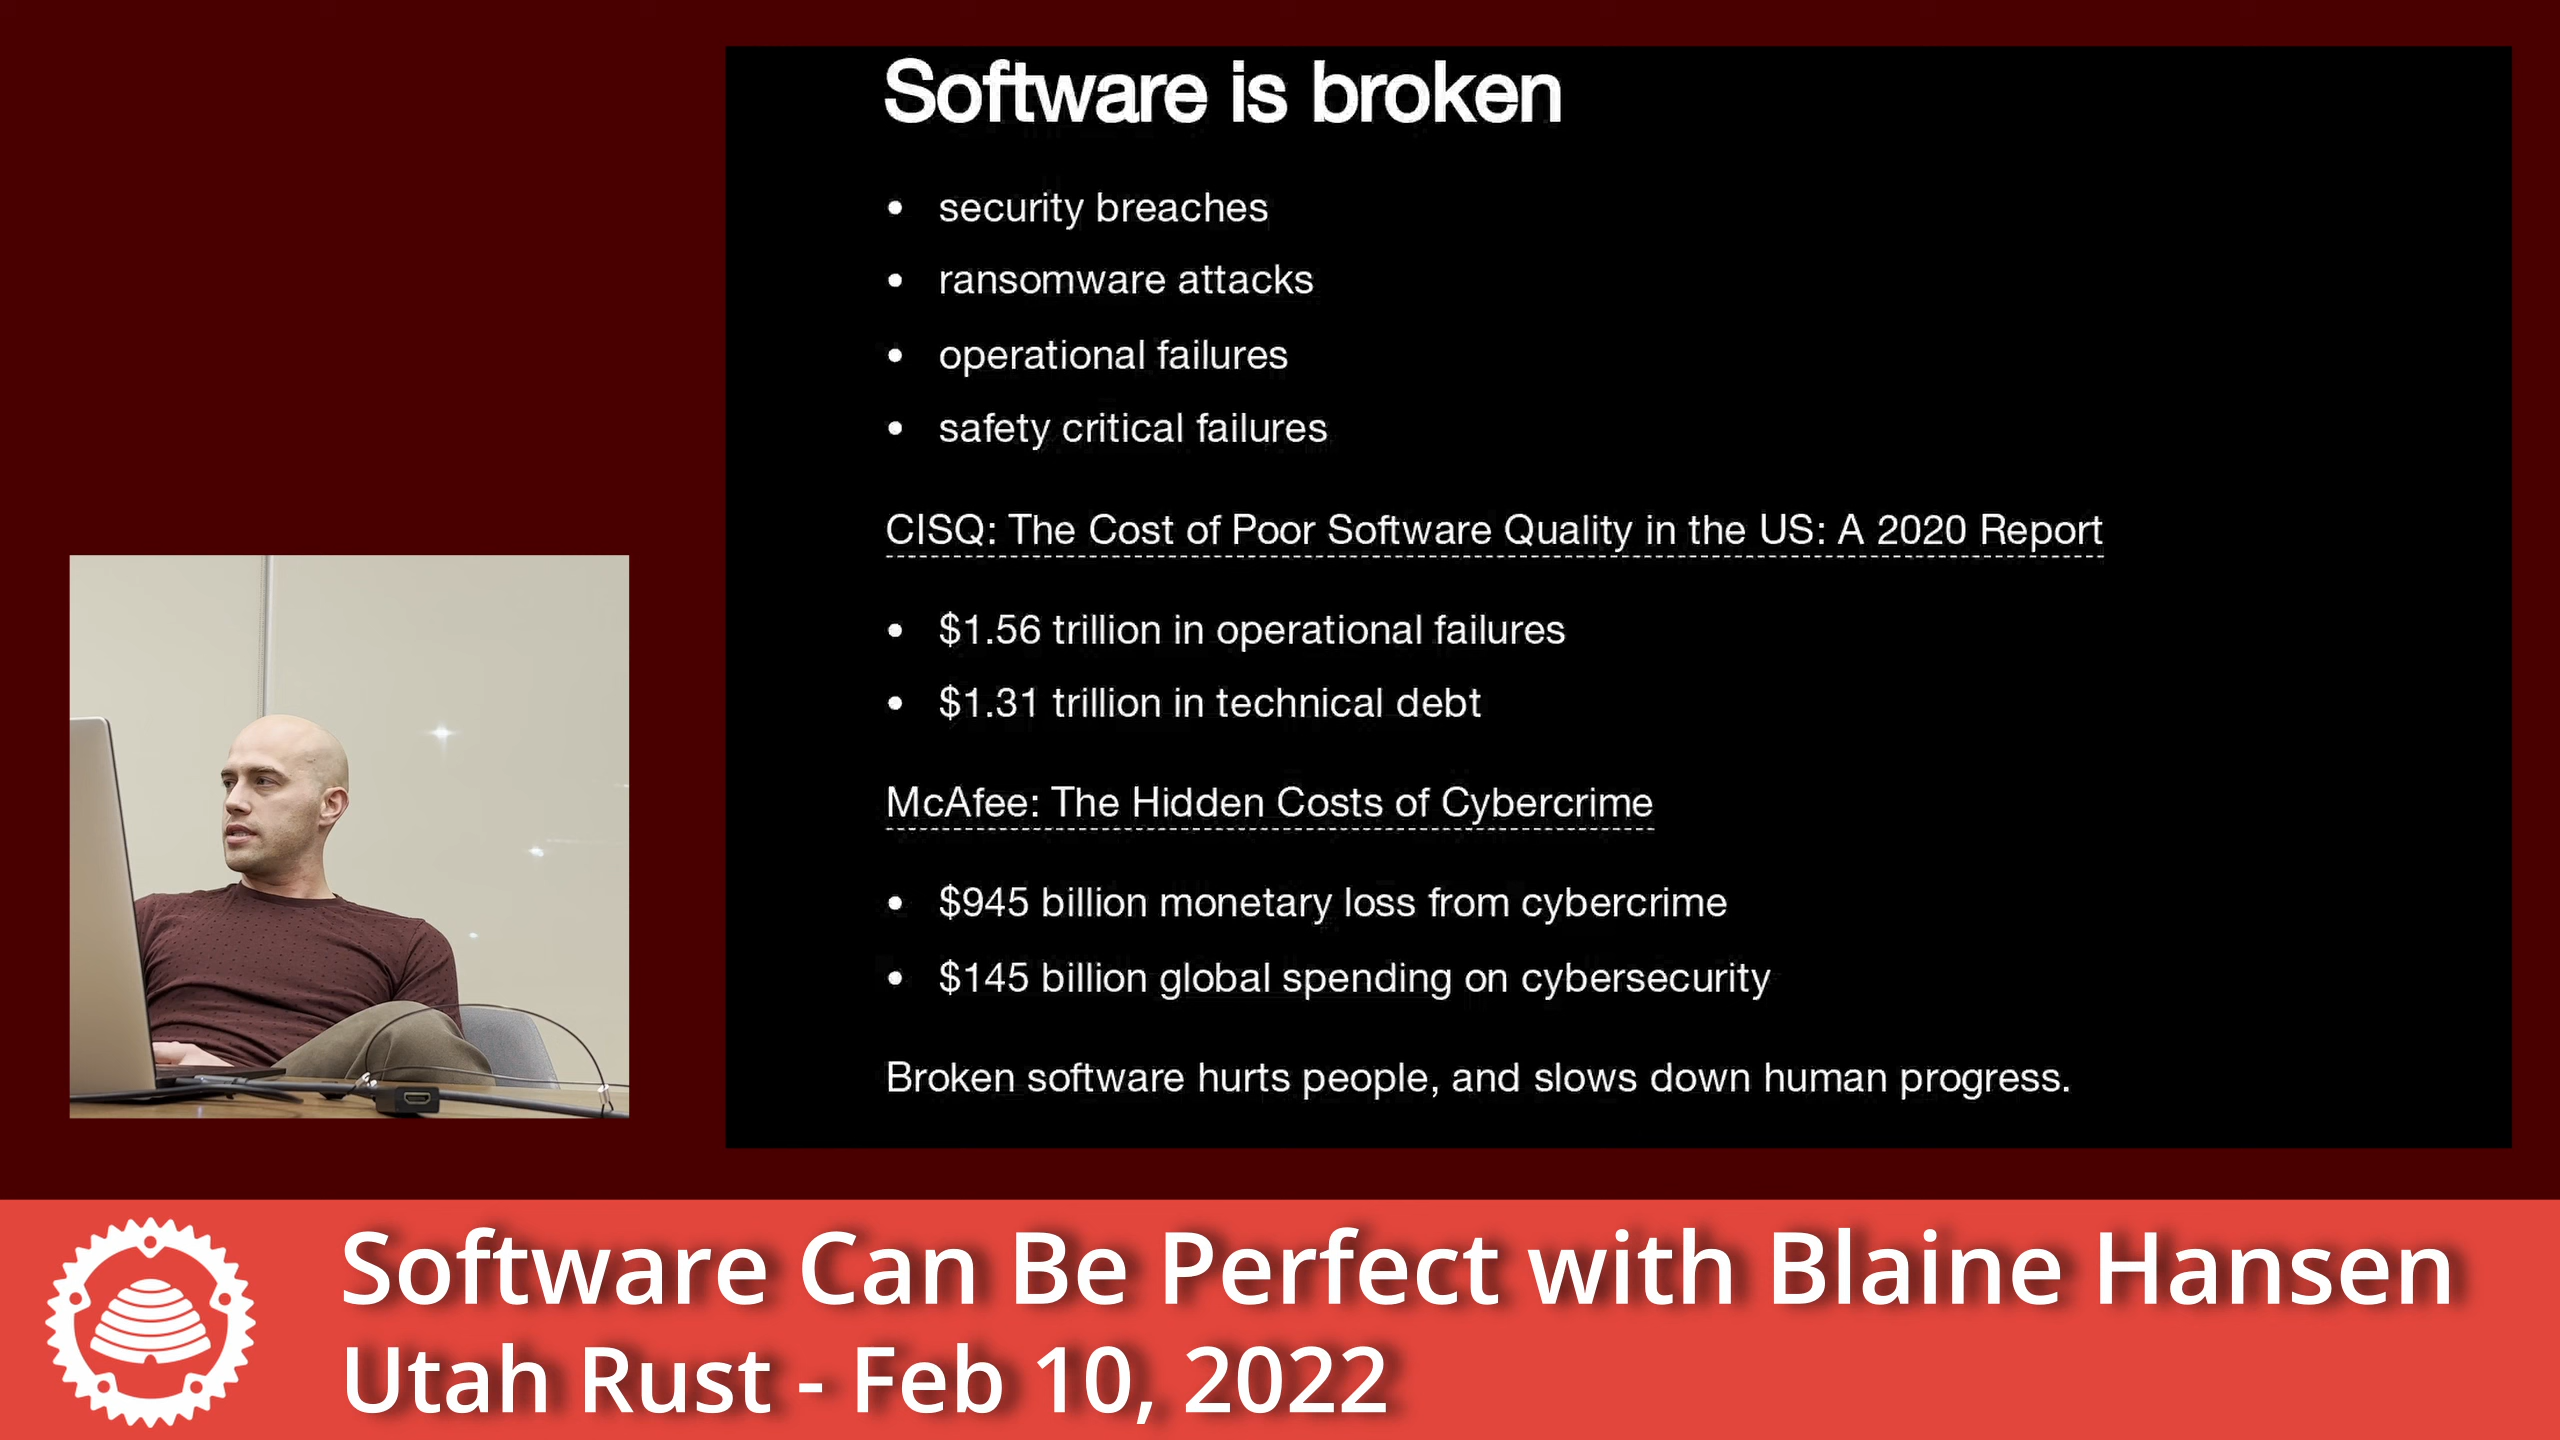 Software is broken
• security breaches
• ransomware attacks
• operational failures
• safety critical failures
CISQ: The Cost of Poor Software Quality in the US: A 2020 Report
• $1.56 trillion in operational failures
• $1.31 trillion in technical debt
McAfee: The Hidden Costs of Cybercrime
• $945 billion monetary loss from cybercrime
• $145 billion global spending on cybersecurity
Broken software hurts people, and slows down human progress.
Software Can Be Perfect with Blaine Hansen
Utah Rust - Feb 10, 2022